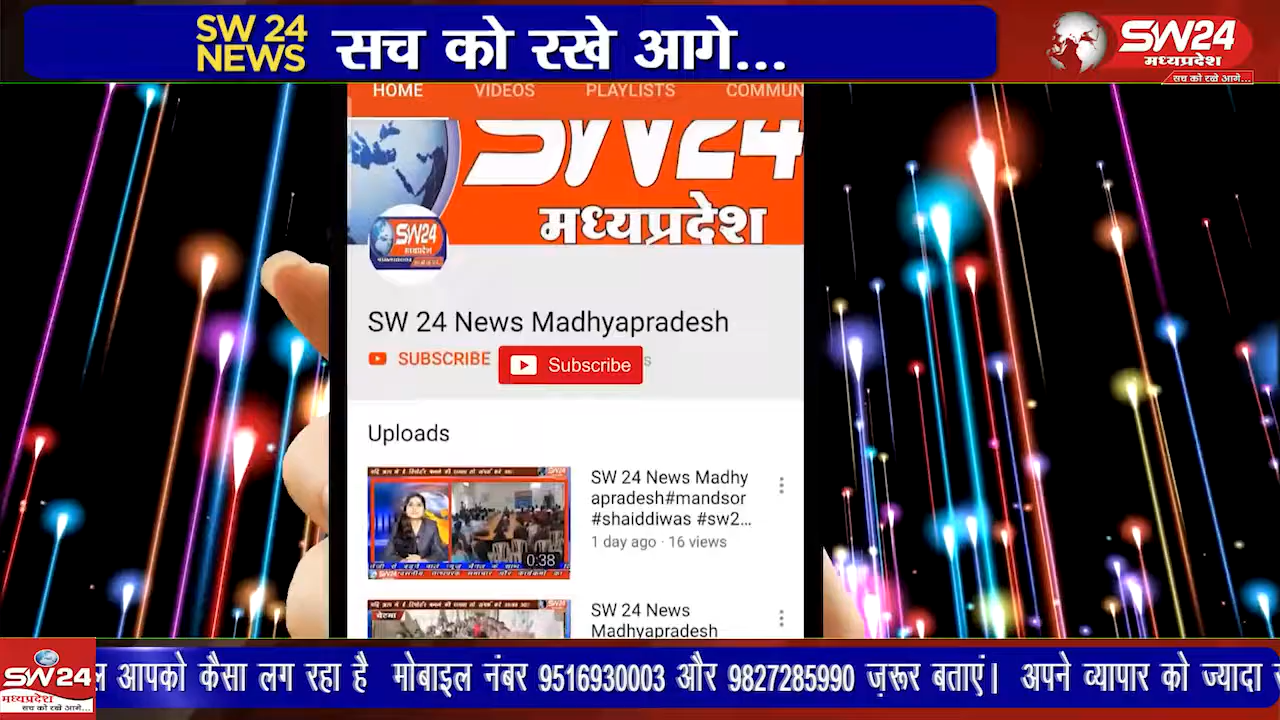 SW 24
NEWS
सच को रखे आगे...
SW24
मध्यप्रदेश
सच को रखे आगे...
HOME VIDEOS PLAYLISTS COMMUN
SW24
मध्यप्रदेश
SW24
SW 24 News Madhyapradesh
SUBSCRIBE
Subscribe
Uploads
SW 24 News Madhy
apradesh#mandsor
#shaiddiwas #sw2...
1 day ago · 16 views
0:38
SW 24 News
Madhyapradesh
SW24
मध्यप्रदेश
सच को रखे आगे...
आपको कैसा लग रहा है मोबाइल नंबर 9516930003 और 9827285990 ज़रूर बताएं। अपने व्यापार को ज्यादा